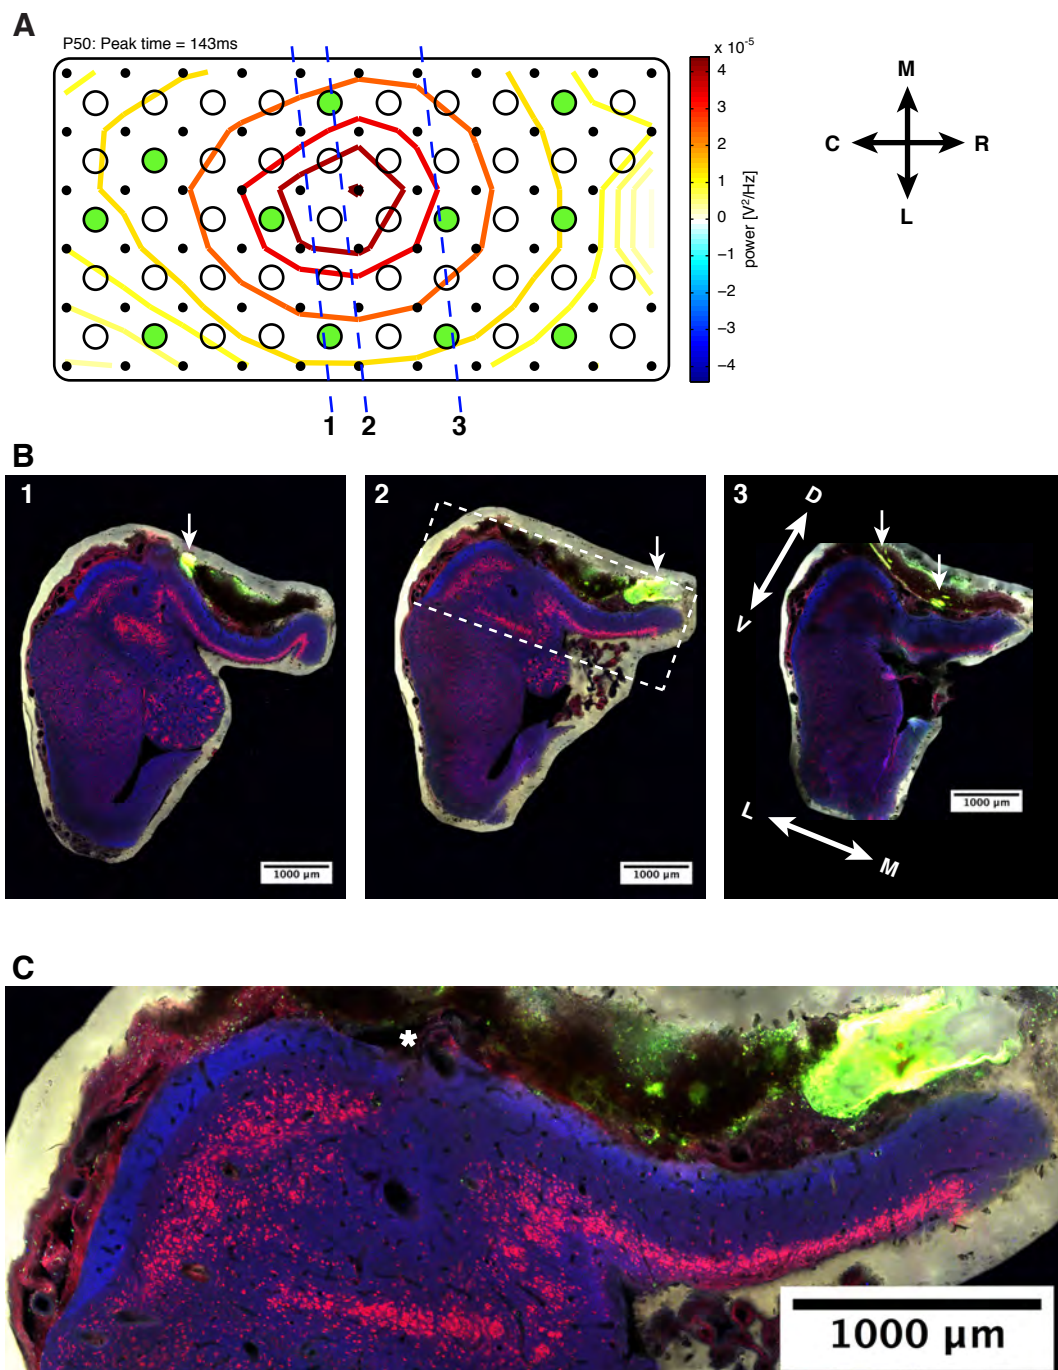 A
P50: Peak time = 143ms
x 10⁻⁵
4
3
2
1
0
−1
−2
−3
−4
power [V²/Hz]
M
C R
L
1 2 3
B
1
2
3
D
V
L
M
1000 µm
1000 µm
1000 µm
C
*
1000 µm